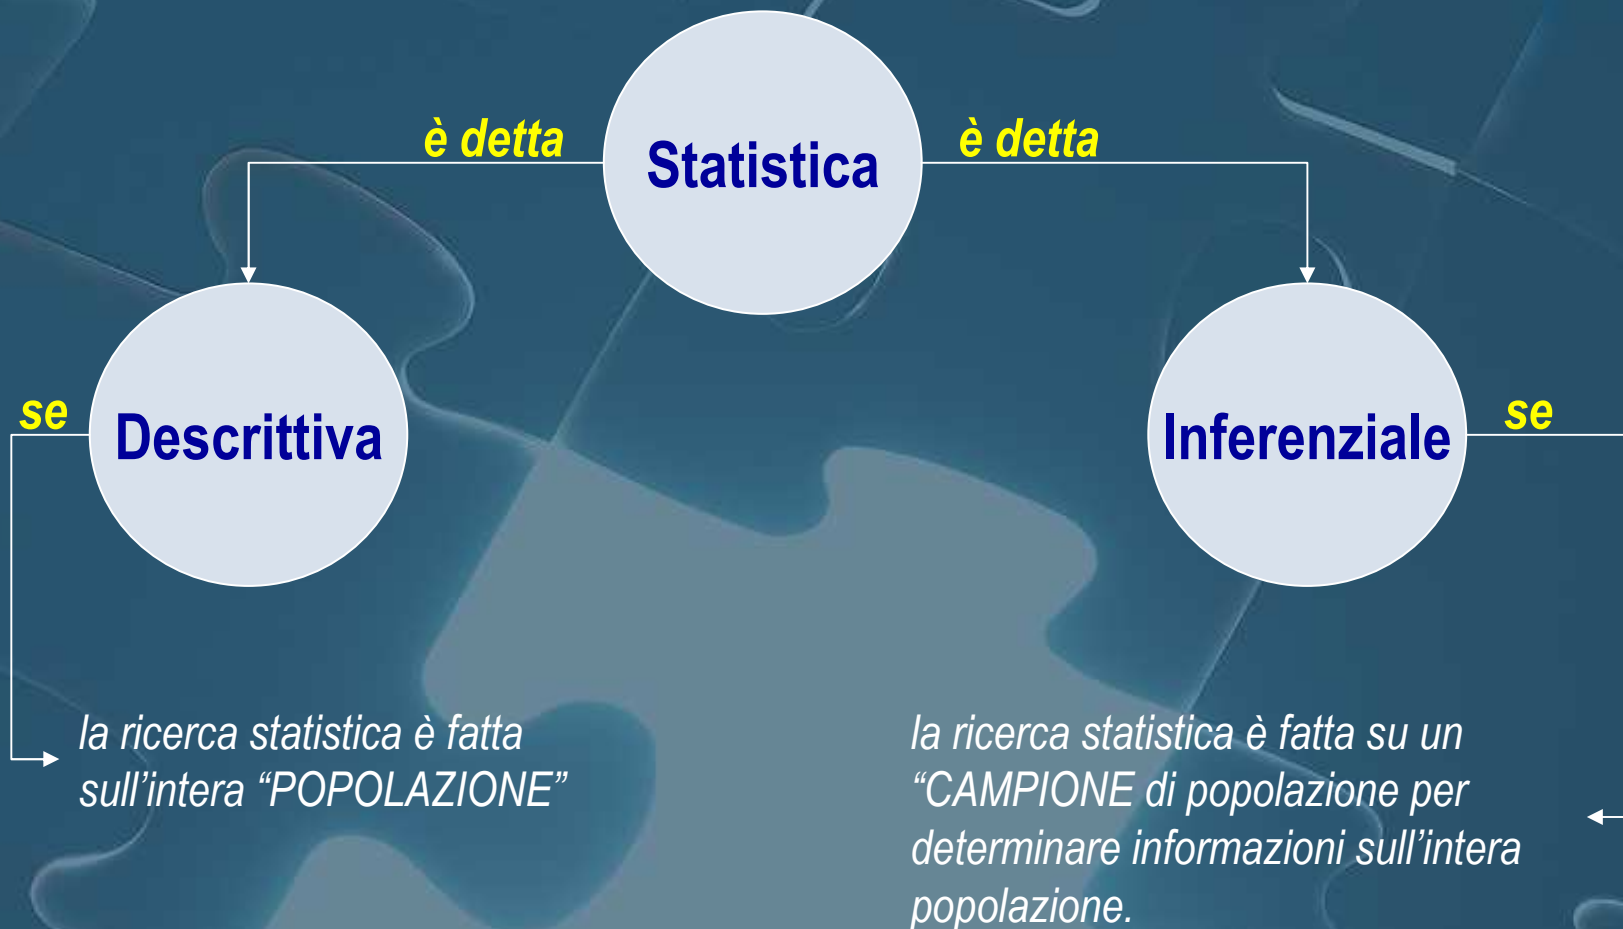 Statistica
è detta
è detta
Descrittiva
Inferenziale
se
se
la ricerca statistica è fatta
sull’intera “POPOLAZIONE”
la ricerca statistica è fatta su un
“CAMPIONE di popolazione per
determinare informazioni sull’intera
popolazione.